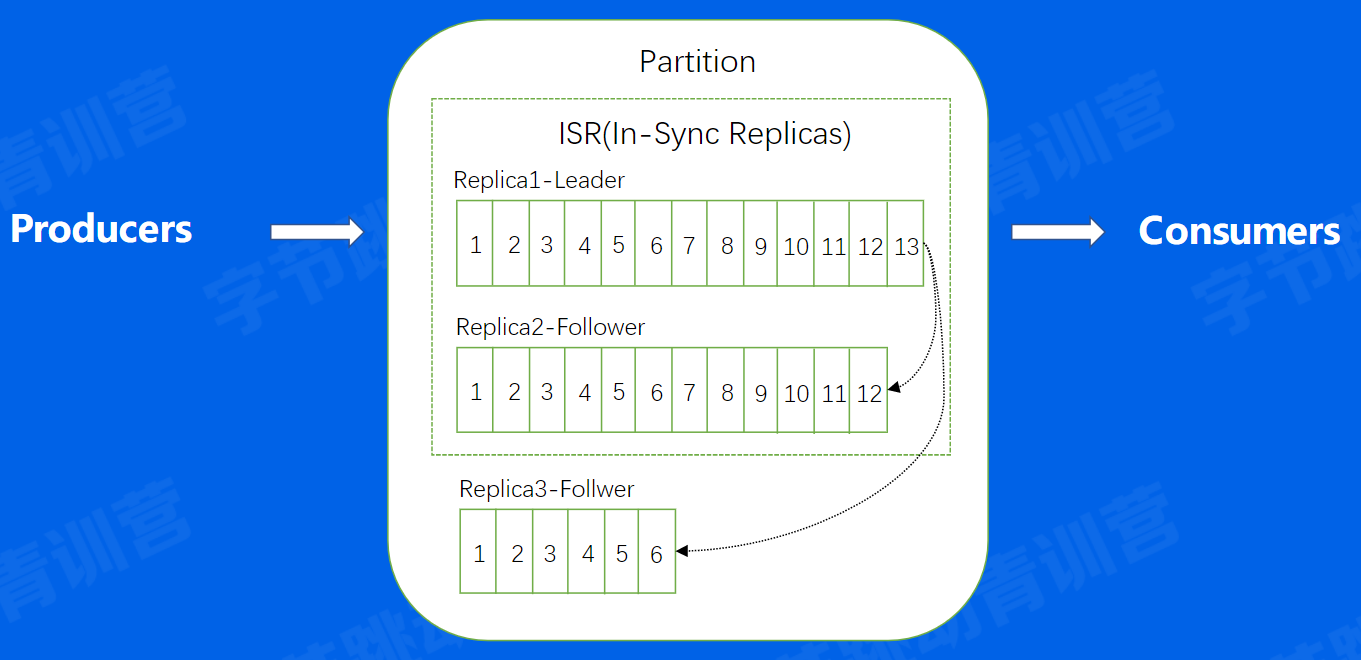 Partition
ISR(In-Sync Replicas)
Replica1-Leader
Producers
1 2 3 4 5 6 7 8 9 10 11 12 13
Consumers
Replica2-Follower
1 2 3 4 5 6 7 8 9 10 11 12
Replica3-Follwer
1 2 3 4 5 6
青训营
字节跳
青训营
字节跳
青训营
字节跳动
青训营